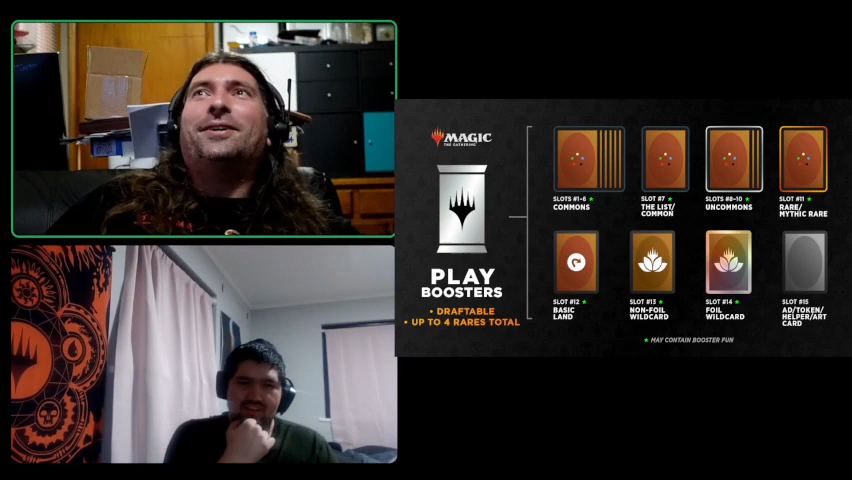 MAGIC
THE GATHERING
PLAY
BOOSTERS
• DRAFTABLE
• UP TO 4 RARES TOTAL
SLOTS #1-6 ★
COMMONS
SLOT #7 ★
THE LIST/
COMMON
SLOTS #8-10 ★
UNCOMMONS
SLOT #11 ★
RARE/
MYTHIC RARE
SLOT #12 ★
BASIC
LAND
SLOT #13 ★
NON-FOIL
WILDCARD
SLOT #14 ★
FOIL
WILDCARD
SLOT #15
AD/TOKEN/
HELPER/ART
CARD
★ MAY CONTAIN BOOSTER FUN